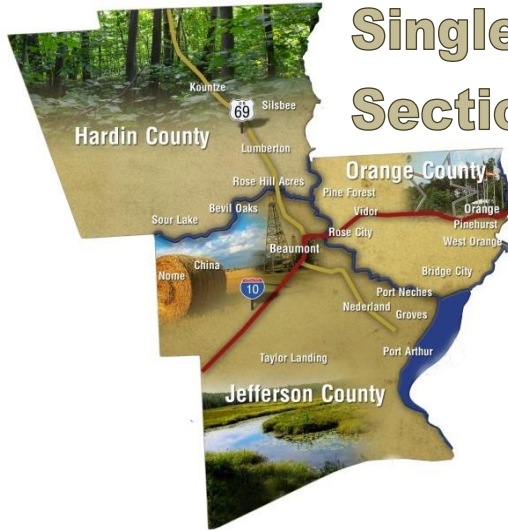 Single
Sectio
Kountze
69
Silsbee
Hardin County
Lumberton
Orange County
Rose Hill Acres
Pine Forest
Bevil Oaks
Vidor
Orange
Sour Lake
Rose City
Pinehurst
West Orange
Beaumont
China
Nome
Bridge City
10
Port Neches
Nederland
Groves
Port Arthur
Taylor Landing
Jefferson County